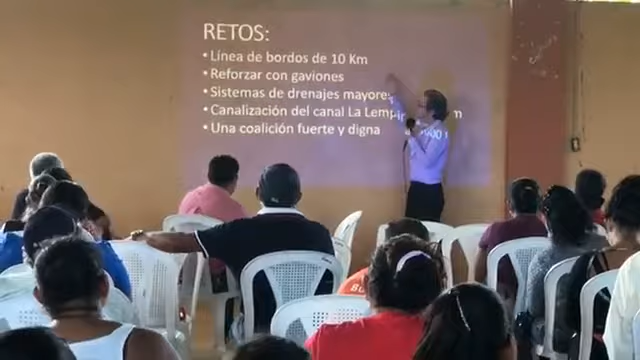 RETOS:
• Línea de bordos de 10 Km
• Reforzar con gaviones
• Sistemas de drenajes mayores
• Canalización del canal La Lempira m
• Una coalición fuerte y digna